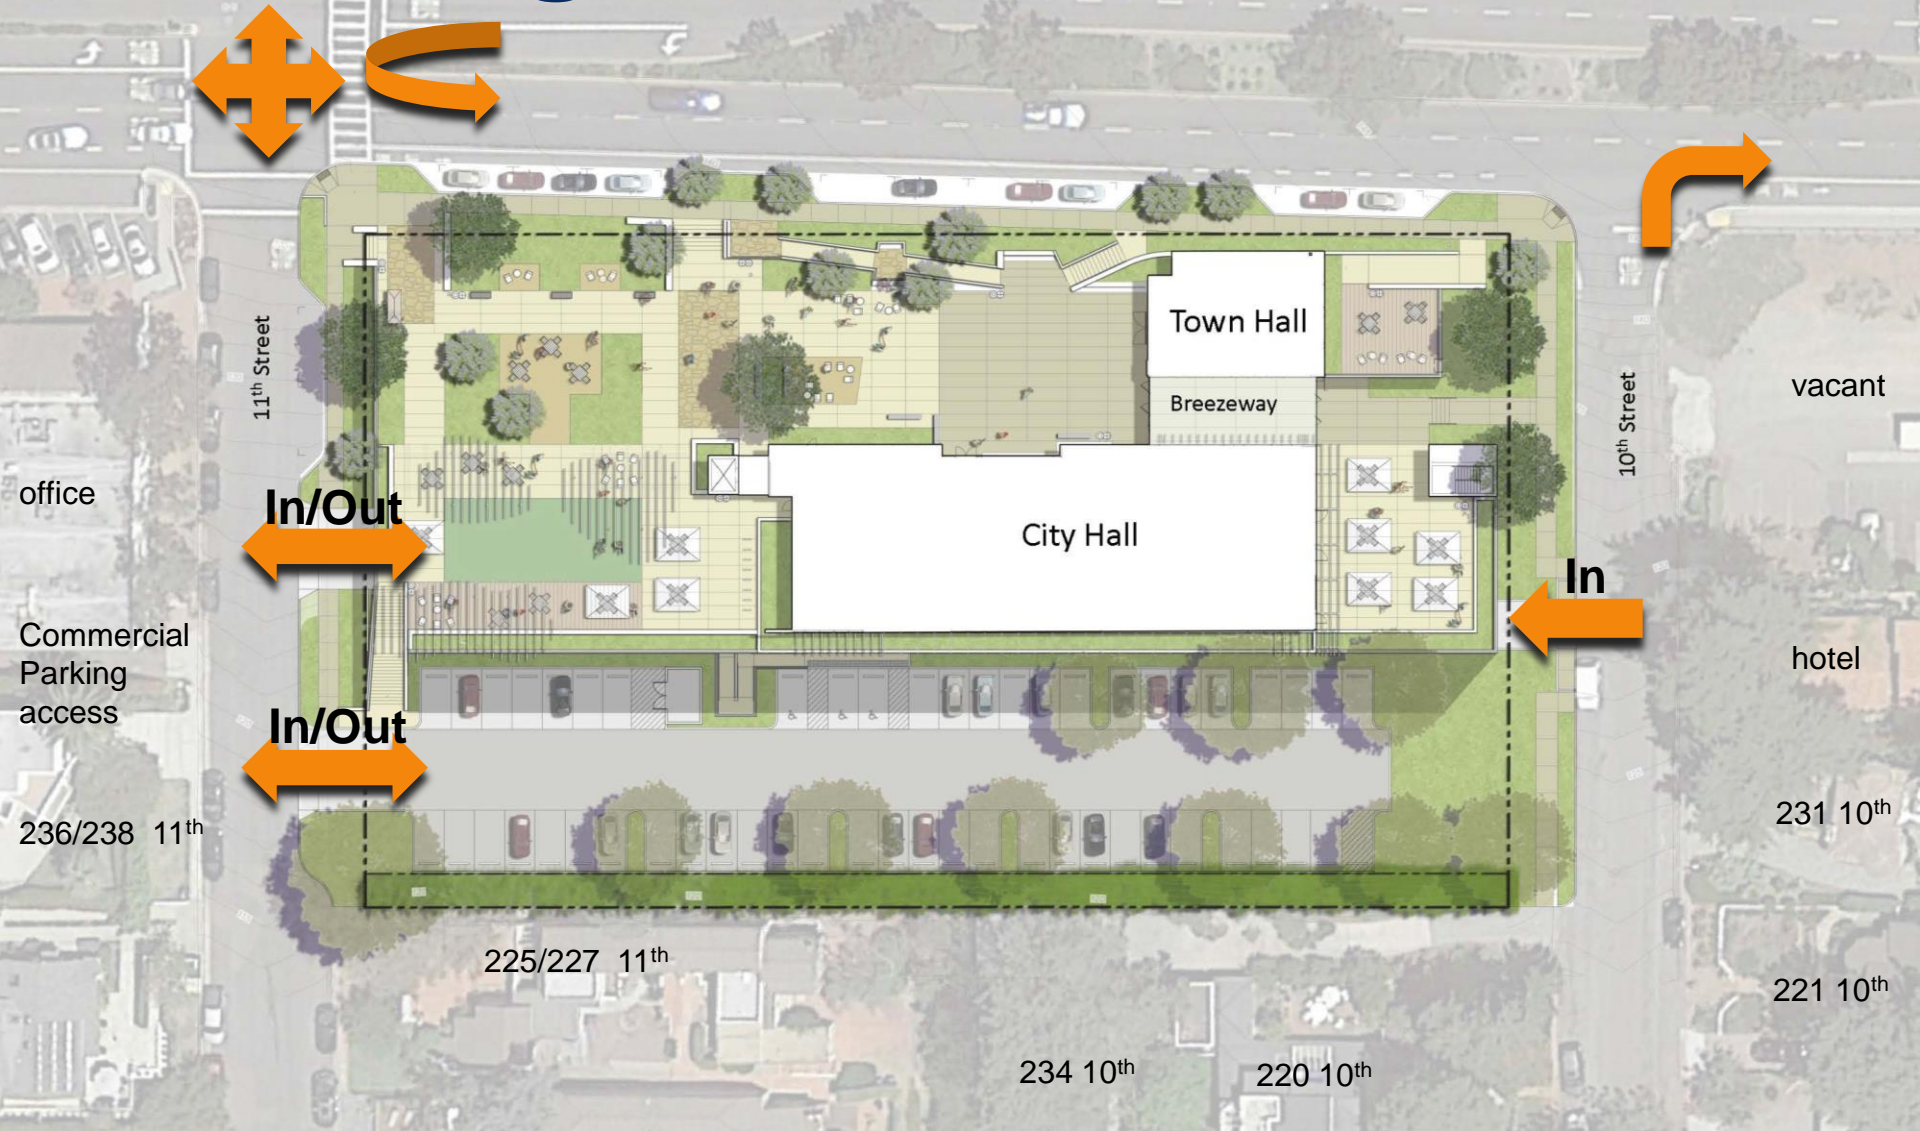 11th Street
Town Hall
Breezeway
10th Street
vacant
office
In/Out
City Hall
In
Commercial
Parking
access
hotel
In/Out
236/238 11th
231 10th
225/227 11th
221 10th
234 10th
220 10th